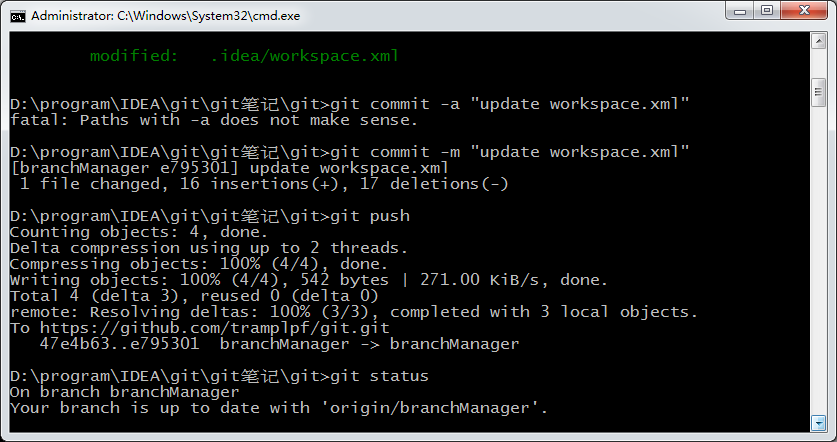 Administrator: C:\Windows\System32\cmd.exe
modified:   .idea/workspace.xml
D:\program\IDEA\git\git笔记\git>git commit -a "update workspace.xml"
fatal: Paths with -a does not make sense.
D:\program\IDEA\git\git笔记\git>git commit -m "update workspace.xml"
[branchManager e795301] update workspace.xml
 1 file changed, 16 insertions(+), 17 deletions(-)
D:\program\IDEA\git\git笔记\git>git push
Counting objects: 4, done.
Delta compression using up to 2 threads.
Compressing objects: 100% (4/4), done.
Writing objects: 100% (4/4), 542 bytes | 271.00 KiB/s, done.
Total 4 (delta 3), reused 0 (delta 0)
remote: Resolving deltas: 100% (3/3), completed with 3 local objects.
To https://github.com/tramplpf/git.git
   47e4b63..e795301  branchManager -> branchManager
D:\program\IDEA\git\git笔记\git>git status
On branch branchManager
Your branch is up to date with 'origin/branchManager'.